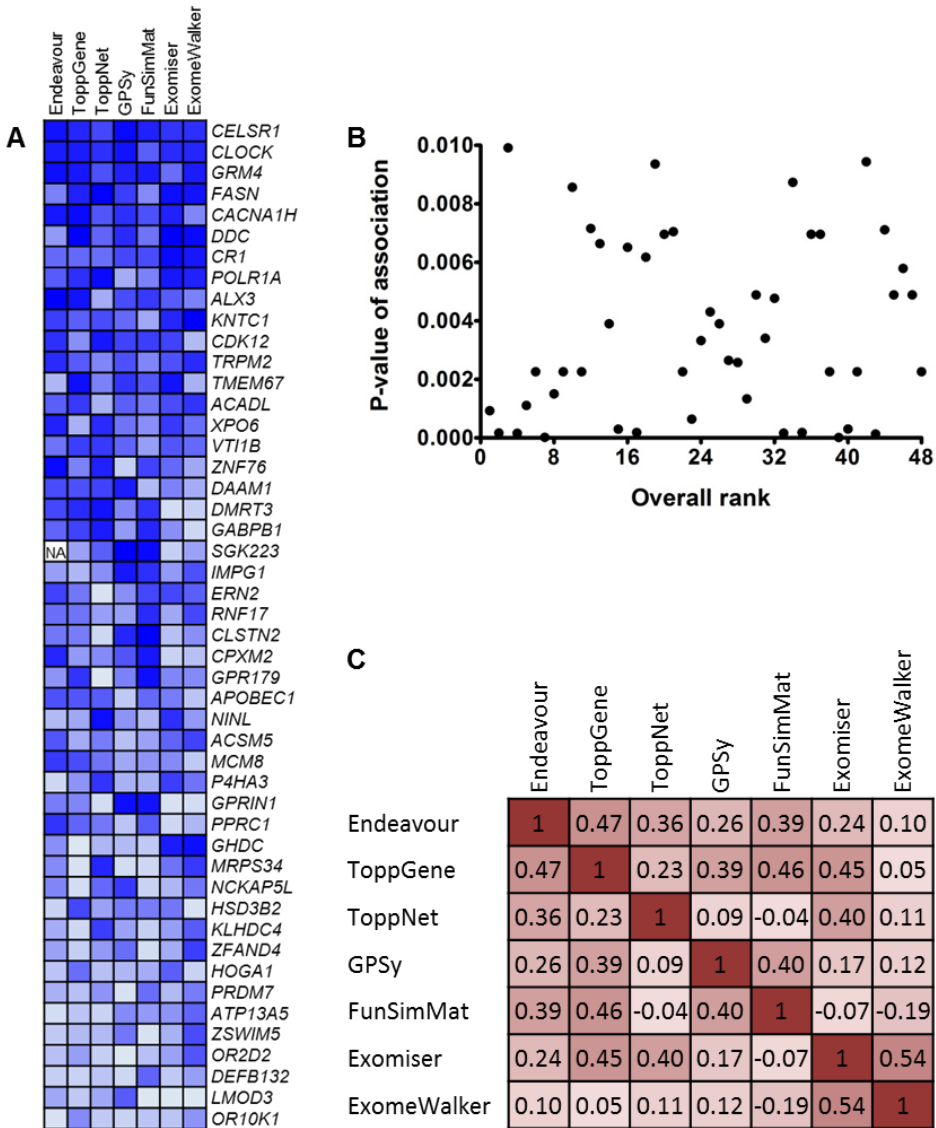 A
Endeavour
ToppGene
ToppNet
GPSy
FunSimMat
Exomiser
ExomeWalker
CELSR1
CLOCK
GRM4
FASN
CACNA1H
DDC
CR1
POLR1A
ALX3
KNTC1
CDK12
TRPM2
TMEM67
ACADL
XPO6
VTI1B
ZNF76
DAAM1
DMRT3
GABPB1
NA SGK223
IMPG1
ERN2
RNF17
CLSTN2
CPXM2
GPR179
APOBEC1
NINL
ACSM5
MCM8
P4HA3
GPRIN1
PPRC1
GHDC
MRPS34
NCKAP5L
HSD3B2
KLHDC4
ZFAND4
HOGA1
PRDM7
ATP13A5
ZSWIM5
OR2D2
DEFB132
LMOD3
OR10K1
B
P-value of association
0.010
0.008
0.006
0.004
0.002
0.000
0 8 16 24 32 40 48
Overall rank
C
Endeavour
ToppGene
ToppNet
GPSy
FunSimMat
Exomiser
ExomeWalker
Endeavour 1 0.47 0.36 0.26 0.39 0.24 0.10
ToppGene 0.47 1 0.23 0.39 0.46 0.45 0.05
ToppNet 0.36 0.23 1 0.09 -0.04 0.40 0.11
GPSy 0.26 0.39 0.09 1 0.40 0.17 0.12
FunSimMat 0.39 0.46 -0.04 0.40 1 -0.07 -0.19
Exomiser 0.24 0.45 0.40 0.17 -0.07 1 0.54
ExomeWalker 0.10 0.05 0.11 0.12 -0.19 0.54 1